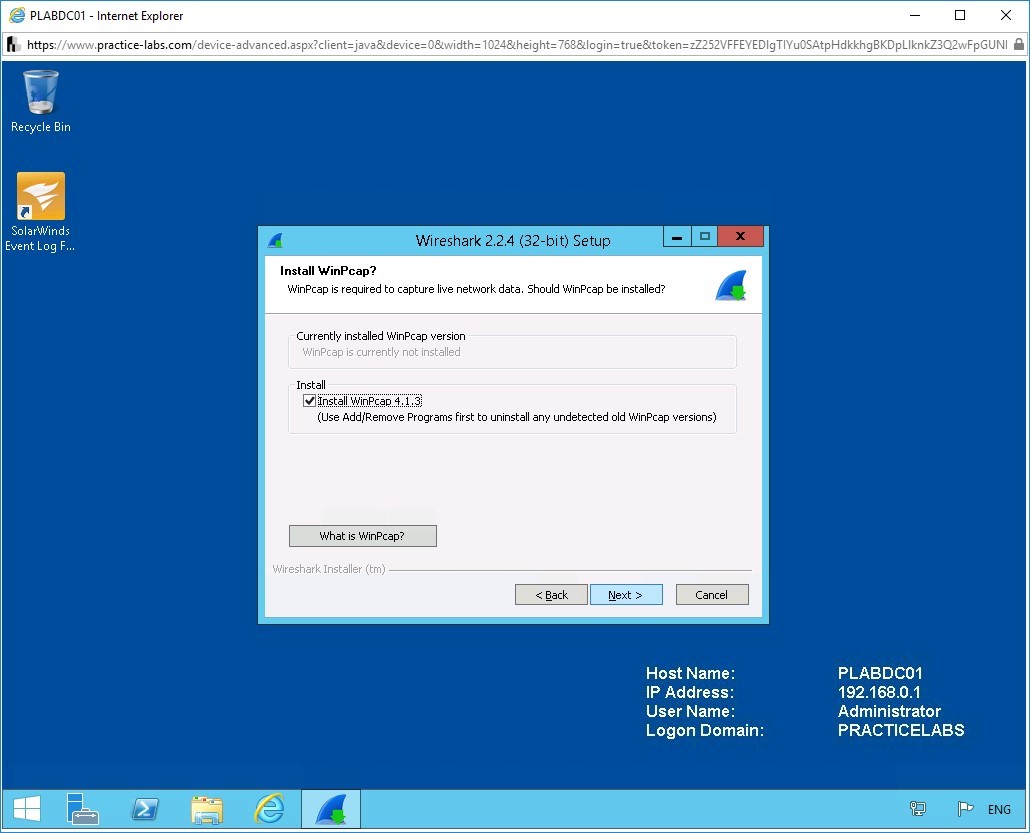 PLABDC01 - Internet Explorer
https://www.practice-labs.com/device-advanced.aspx?client=java&device=0&width=1024&height=768&login=true&token=
Recycle Bin
SolarWinds
Event Log F...
Wireshark 2.2.4 (32-bit) Setup
Install WinPcap?
WinPcap is required to capture live network data. Should WinPcap be installed?
Currently installed WinPcap version
WinPcap is currently not installed
Install
Install WinPcap 4.1.3
(Use Add/Remove Programs first to uninstall any undetected old WinPcap versions)
What is WinPcap?
Wireshark Installer (tm)
< Back
Next >
Cancel
Host Name: PLABDC01
IP Address: 192.168.0.1
User Name: Administrator
Logon Domain: PRACTICELABS
ENG